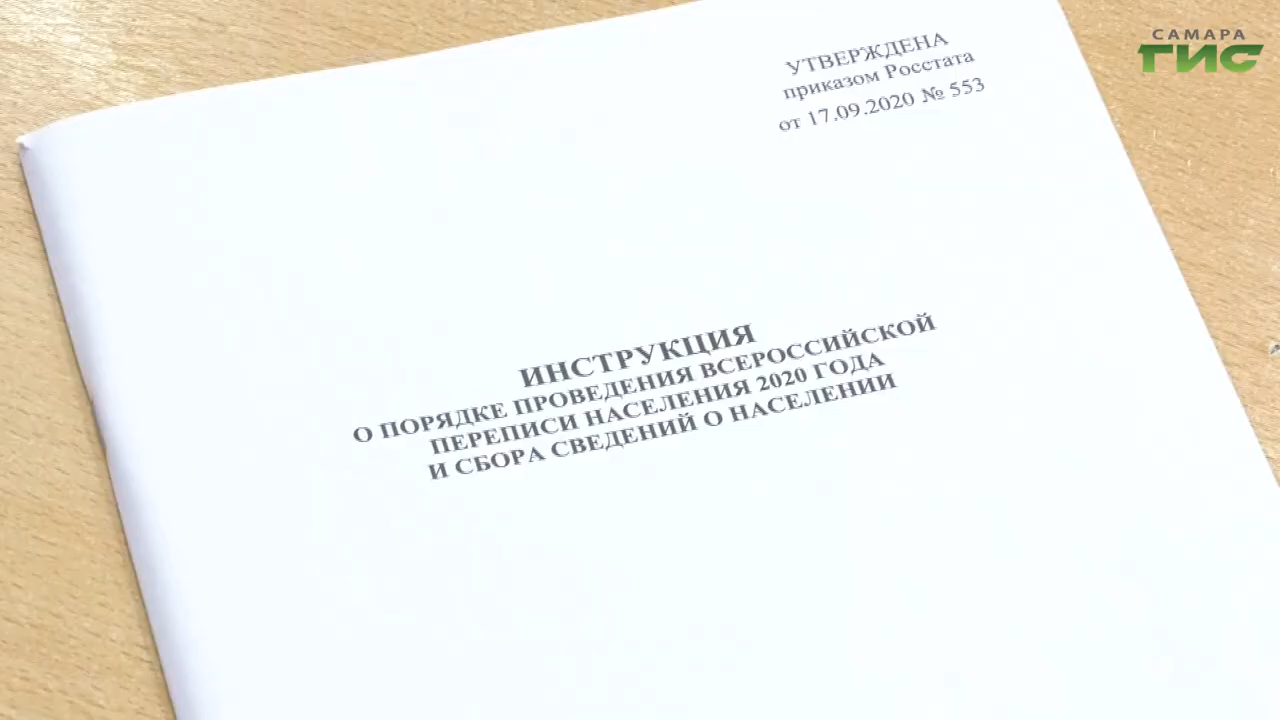 САМАРА
ГИС
УТВЕРЖДЕНА
приказом Росстата
от 17.09.2020 № 553
ИНСТРУКЦИЯ
О ПОРЯДКЕ ПРОВЕДЕНИЯ ВСЕРОССИЙСКОЙ
ПЕРЕПИСИ НАСЕЛЕНИЯ 2020 ГОДА
И СБОРА СВЕДЕНИЙ О НАСЕЛЕНИИ